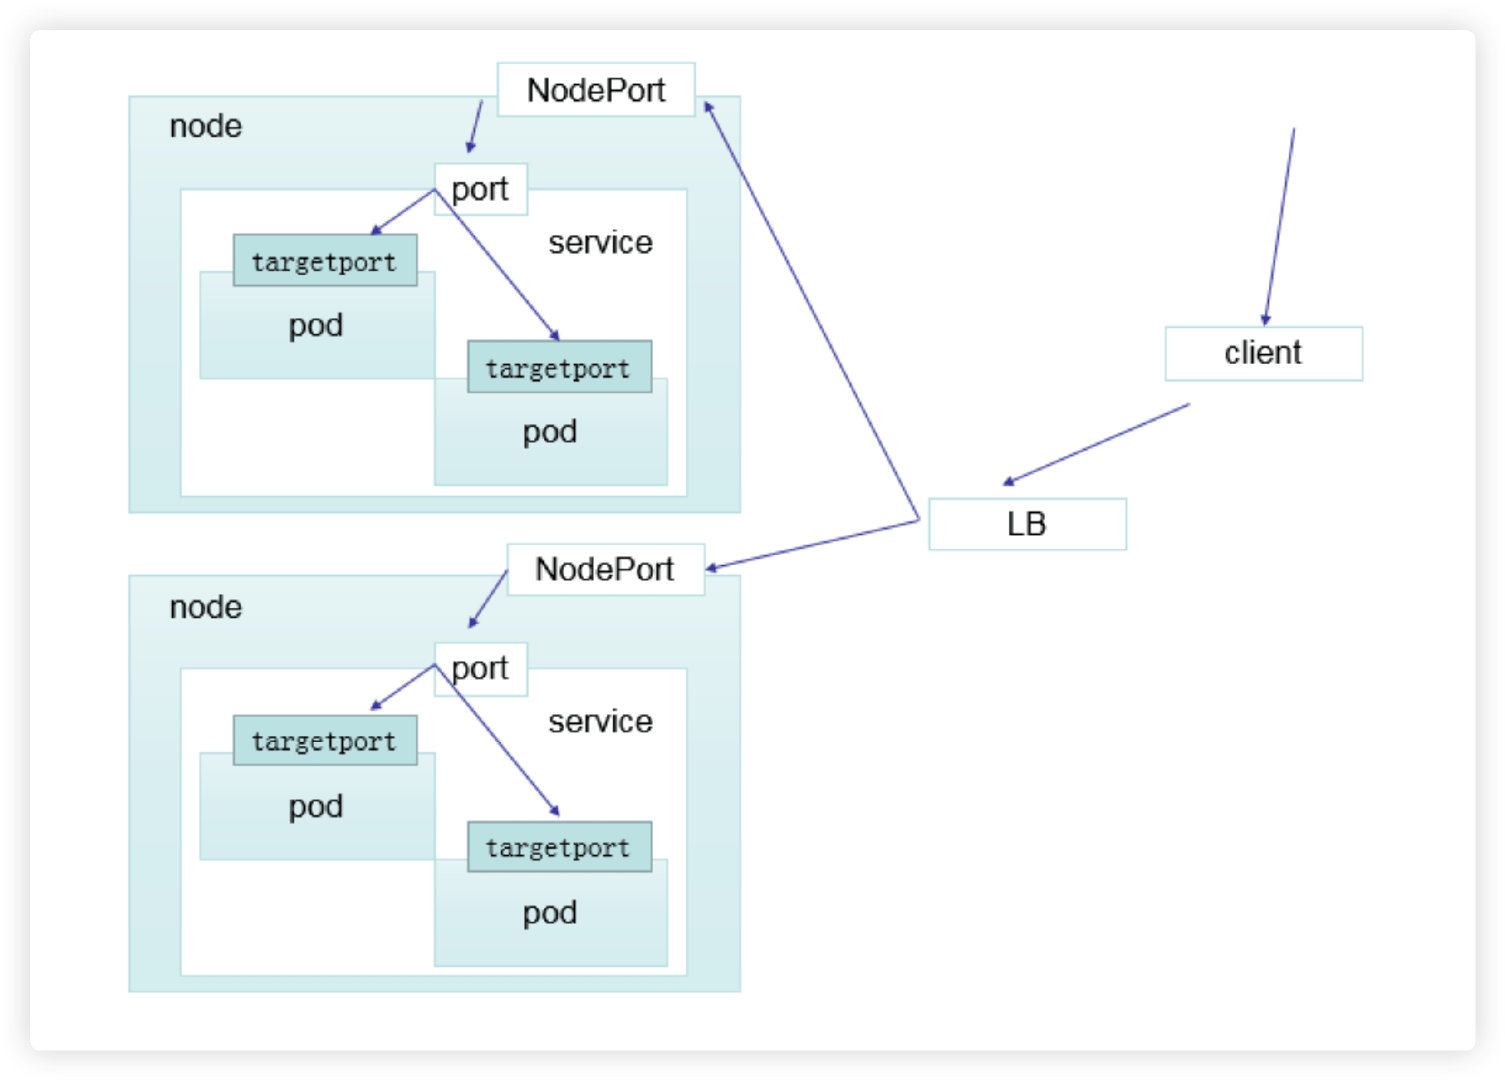 NodePort
node
port
service
targetport
pod
targetport
pod
client
LB
NodePort
node
port
service
targetport
pod
targetport
pod